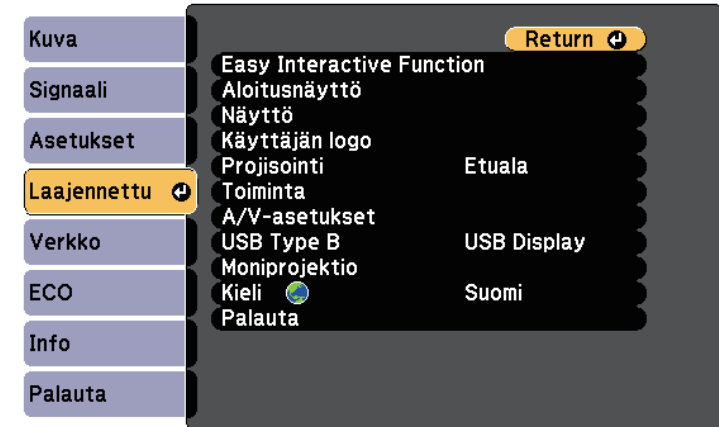 Kuva
Signaali
Asetukset
Laajennettu
Verkko
ECO
Info
Palauta
Return
Easy Interactive Function
Aloitusnäyttö
Näyttö
Käyttäjän logo
Projisointi Etuala
Toiminta
A/V-asetukset
USB Type B USB Display
Moniprojektio
Kieli Suomi
Palauta